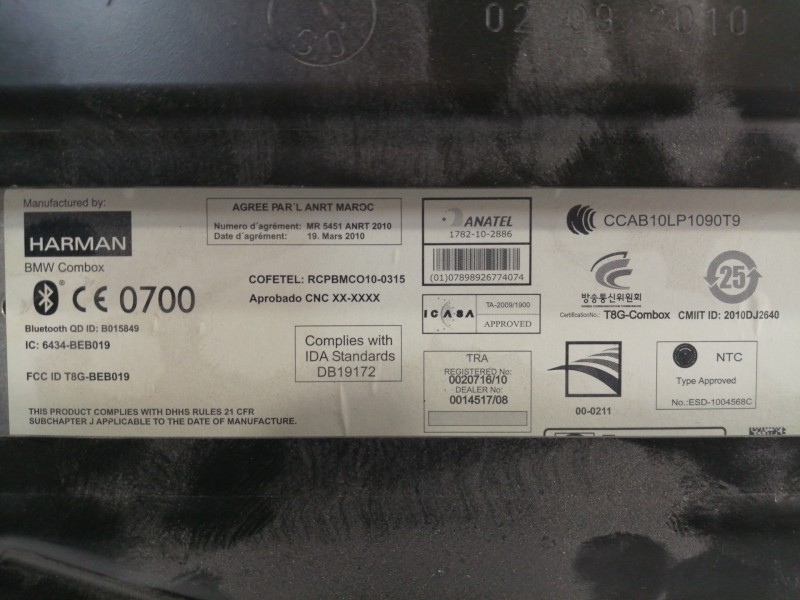 02 09 2010
Manufactured by:
HARMAN
BMW Combox
CE 0700
Bluetooth QD ID: B015849
IC: 6434-BEB019
FCC ID T8G-BEB019
THIS PRODUCT COMPLIES WITH DHHS RULES 21 CFR
SUBCHAPTER J APPLICABLE TO THE DATE OF MANUFACTURE.
AGREE PAR`L ANRT MAROC
Numero d`agrément: MR 5451 ANRT 2010
Date d`agrément: 19. Mars 2010
COFETEL: RCPBMCO10-0315
Aprobado CNC XX-XXXX
Complies with
IDA Standards
DB19172
ANATEL
1782-10-2886
(01)07898926774074
ICASA
TA-2009/1900
APPROVED
TRA
REGISTERED No:
0020716/10
DEALER No:
0014517/08
CCAB10LP1090T9
방송통신위원회
25
CertificationNo.: T8G-Combox CMIIT ID: 2010DJ2640
00-0211
NTC
Type Approved
No.:ESD-1004568C